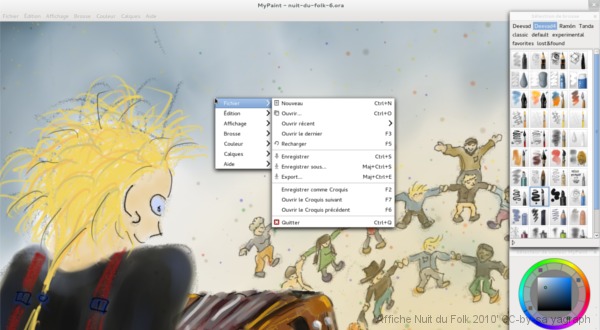 MyPaint - nuit-du-folk-6.ora
Fichier Édition Affichage Brosse Couleur Calques Aide
Deevad Deevad4 Ramón Tanda
classic default experimental
favorites lost&found
Fichier
Édition
Affichage
Brosse
Couleur
Calques
Aide
Nouveau Ctrl+N
Ouvrir... Ctrl+O
Ouvrir récent
Ouvrir le dernier F3
Recharger F5
Enregistrer Ctrl+S
Enregistrer sous... Maj+Ctrl+S
Export... Maj+Ctrl+E
Enregistrer comme Croquis F2
Ouvrir le Croquis suivant F7
Ouvrir le Croquis précédent F6
Quitter Ctrl+Q
Affiche Nuit du Folk 2010' CC-by-sa yagraph